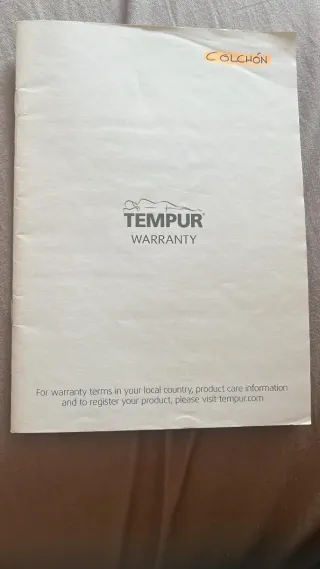 COLCHÓN
TEMPUR®
WARRANTY
For warranty terms in your local country, product care information
and to register your product, please visit tempur.com